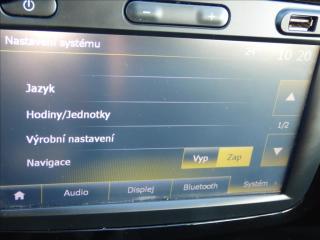 Nastavení systému
10 20
Jazyk
Hodiny/Jednotky
Výrobní nastavení
1/2
Navigace Vyp Zap
Audio Displej Bluetooth Systém